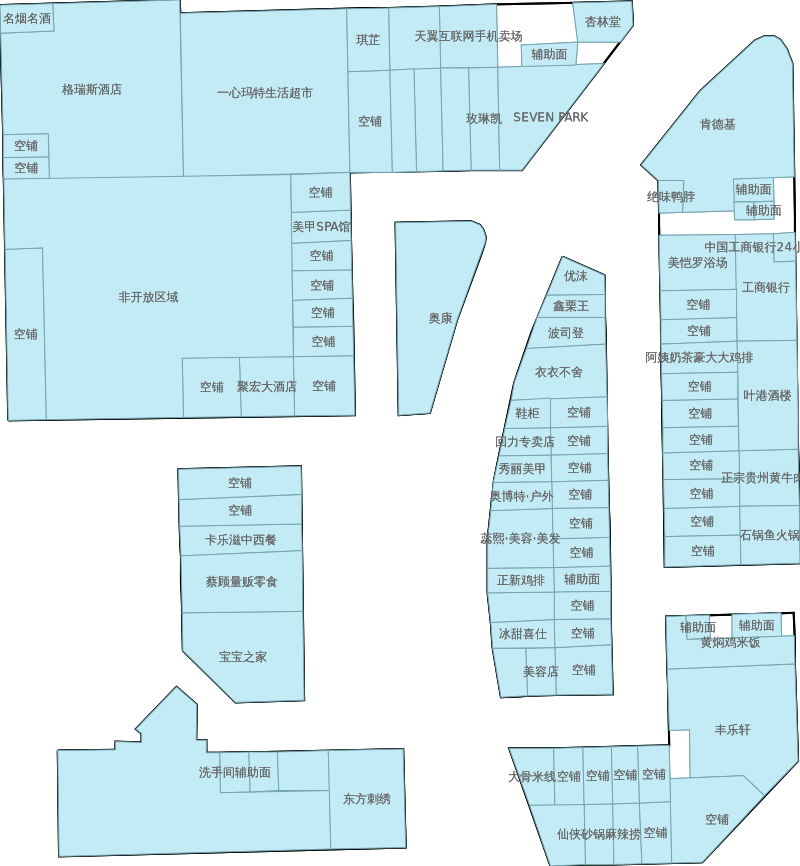 名烟名酒
格瑞斯酒店
一心玛特生活超市
琪芷
天翼互联网手机卖场
杏林堂
辅助面
空铺
玫琳凯
SEVEN PARK
空铺
空铺
空铺
美甲SPA馆
空铺
空铺
空铺
空铺
非开放区域
空铺
空铺
聚宏大酒店
空铺
奥康
肯德基
绝味鸭脖
辅助面
辅助面
中国工商银行24小
美恺罗浴场
工商银行
空铺
空铺
阿姨奶茶豪大大鸡排
空铺
叶港酒楼
空铺
空铺
空铺
正宗贵州黄牛肉
空铺
空铺
石锅鱼火锅
空铺
优沫
鑫栗王
波司登
衣衣不舍
鞋柜
空铺
回力专卖店
空铺
秀丽美甲
空铺
奥博特·户外
空铺
空铺
蕊熙·美容·美发
空铺
正新鸡排
辅助面
空铺
冰甜喜仕
空铺
美容店
空铺
空铺
空铺
卡乐滋中西餐
蔡顾量贩零食
宝宝之家
洗手间
辅助面
东方刺绣
辅助面
辅助面
黄焖鸡米饭
丰乐轩
大骨米线
空铺
空铺
空铺
空铺
仙侠砂锅麻辣捞
空铺
空铺